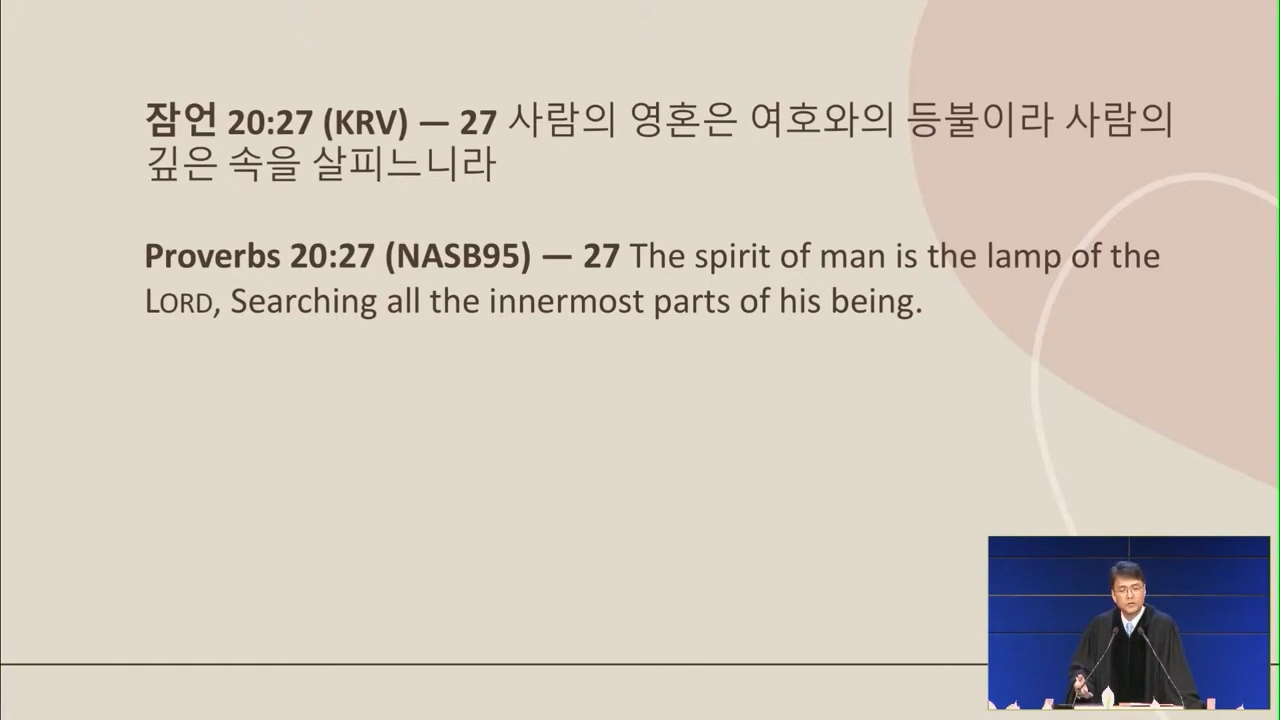 잠언 20:27 (KRV) — 27 사람의 영혼은 여호와의 등불이라 사람의
깊은 속을 살피느니라
Proverbs 20:27 (NASB95) — 27 The spirit of man is the lamp of the
LORD, Searching all the innermost parts of his being.